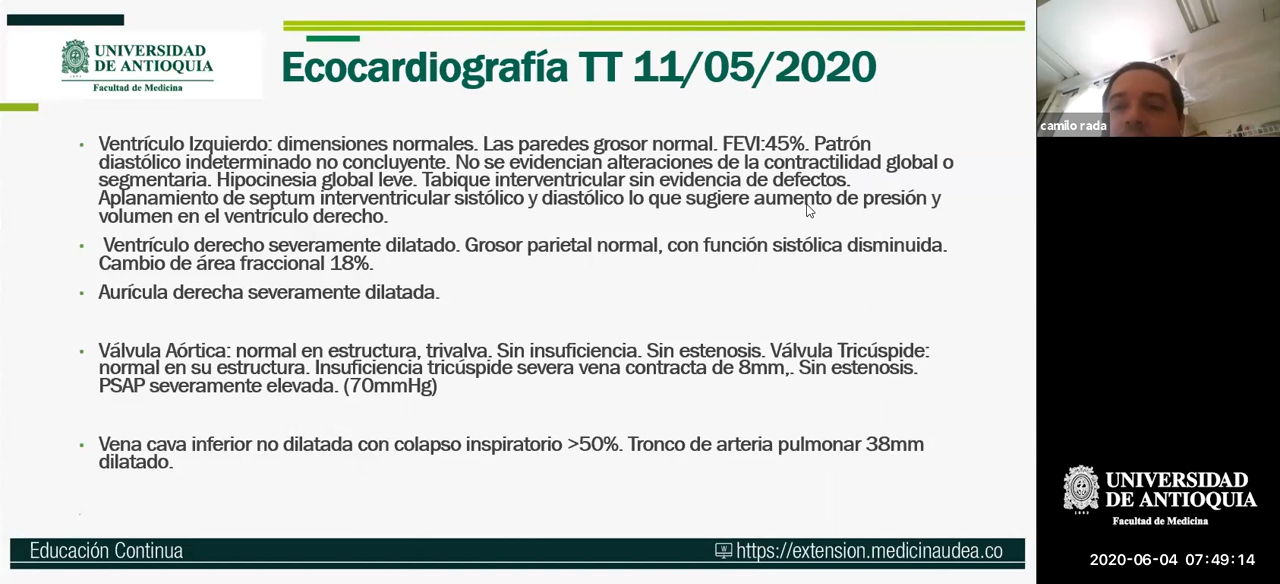 UNIVERSIDAD
DE ANTIOQUIA
1803
Facultad de Medicina
Ecocardiografía TT 11/05/2020
• Ventrículo Izquierdo: dimensiones normales. Las paredes grosor normal. FEVI:45%. Patrón
diastólico indeterminado no concluyente. No se evidencian alteraciones de la contractilidad global o
segmentaria. Hipocinesia global leve. Tabique interventricular sin evidencia de defectos.
Aplanamiento de septum interventricular sistólico y diastólico lo que sugiere aumento de presión y
volumen en el ventrículo derecho.
• Ventrículo derecho severamente dilatado. Grosor parietal normal, con función sistólica disminuida.
Cambio de área fraccional 18%.
• Aurícula derecha severamente dilatada.
• Válvula Aórtica: normal en estructura, trivalva. Sin insuficiencia. Sin estenosis. Válvula Tricúspide:
normal en su estructura. Insuficiencia tricúspide severa vena contracta de 8mm,. Sin estenosis.
PSAP severamente elevada. (70mmHg)
• Vena cava inferior no dilatada con colapso inspiratorio >50%. Tronco de arteria pulmonar 38mm
dilatado.
Educación Continua
https://extension.medicinaudea.co
camilo rada
UNIVERSIDAD
DE ANTIOQUIA
1803
Facultad de Medicina
2020-06-04 07:49:14